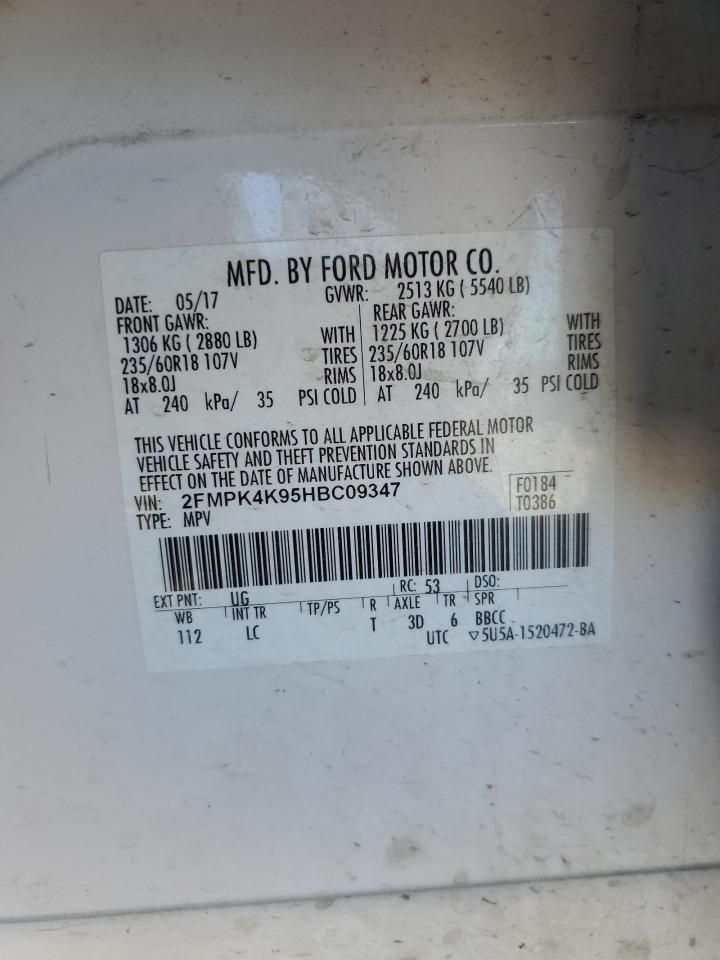 MFD. BY FORD MOTOR CO.
DATE: 05/17 GVWR: 2513 KG ( 5540 LB)
FRONT GAWR: REAR GAWR:
1306 KG ( 2880 LB) WITH 1225 KG ( 2700 LB) WITH
235/60R18 107V TIRES 235/60R18 107V TIRES
18x8.0J RIMS 18x8.0J RIMS
AT 240 kPa/ 35 PSI COLD AT 240 kPa/ 35 PSI COLD
THIS VEHICLE CONFORMS TO ALL APPLICABLE FEDERAL MOTOR
VEHICLE SAFETY AND THEFT PREVENTION STANDARDS IN
EFFECT ON THE DATE OF MANUFACTURE SHOWN ABOVE.
VIN: 2FMPK4K95HBC09347 F0184
TYPE: MPV T0386
EXT PNT: UG RC: 53 DSO:
WB INT TR TP/PS R AXLE TR SPR
112 LC T 3D 6 BBCC
UTC ▽5U5A-1520472-BA